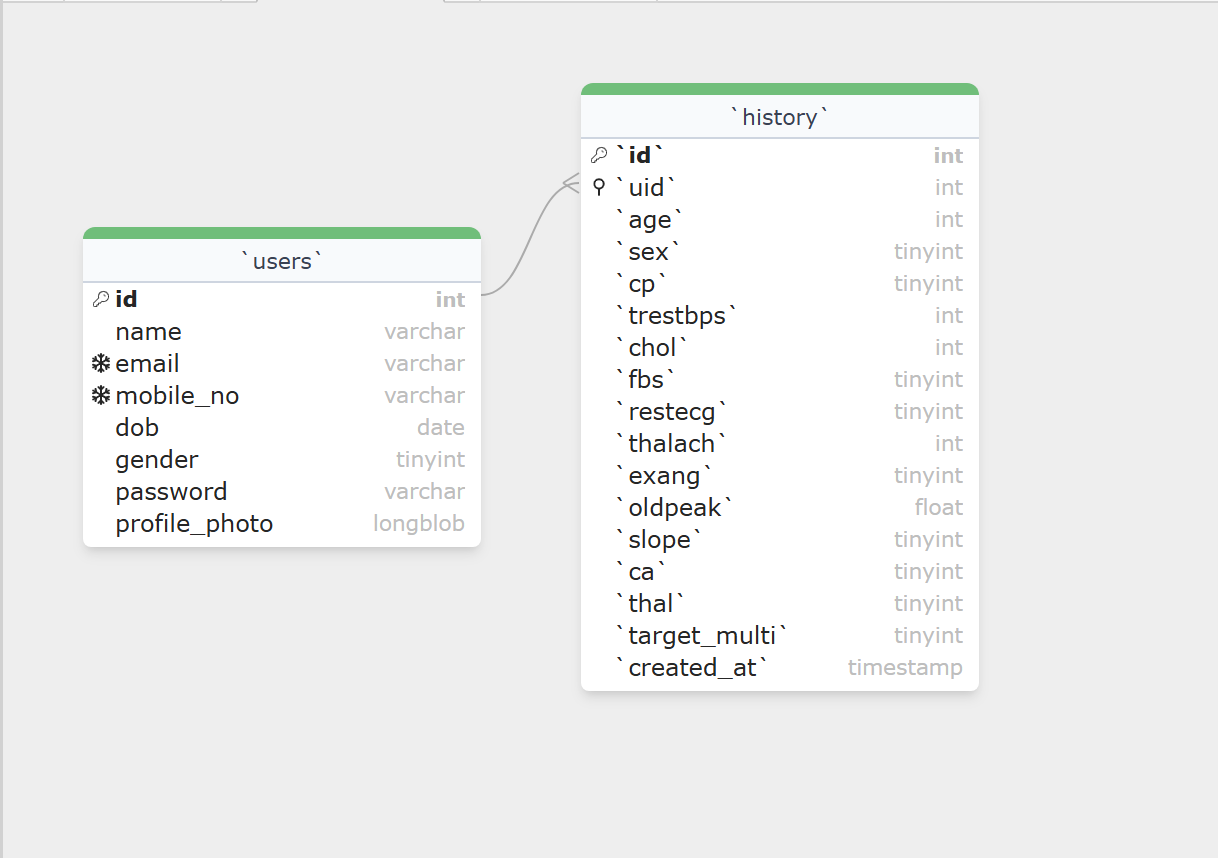 `users`
id int
name varchar
email varchar
mobile_no varchar
dob date
gender tinyint
password varchar
profile_photo longblob
`history`
`id` int
`uid` int
`age` int
`sex` tinyint
`cp` tinyint
`trestbps` int
`chol` int
`fbs` tinyint
`restecg` tinyint
`thalach` int
`exang` tinyint
`oldpeak` float
`slope` tinyint
`ca` tinyint
`thal` tinyint
`target_multi` tinyint
`created_at` timestamp